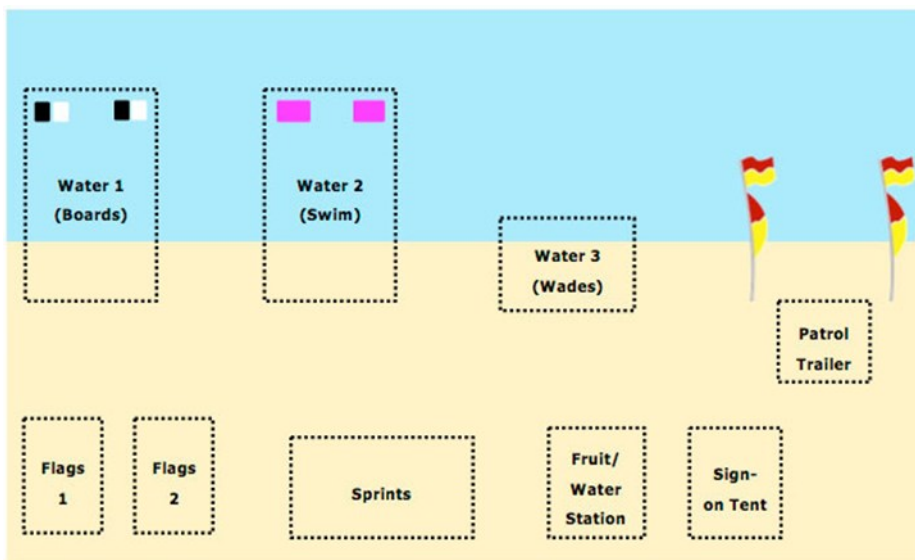 Water 1
(Boards)
Water 2
(Swim)
Water 3
(Wades)
Patrol
Trailer
Flags
1
Flags
2
Sprints
Fruit/
Water
Station
Sign-
on Tent